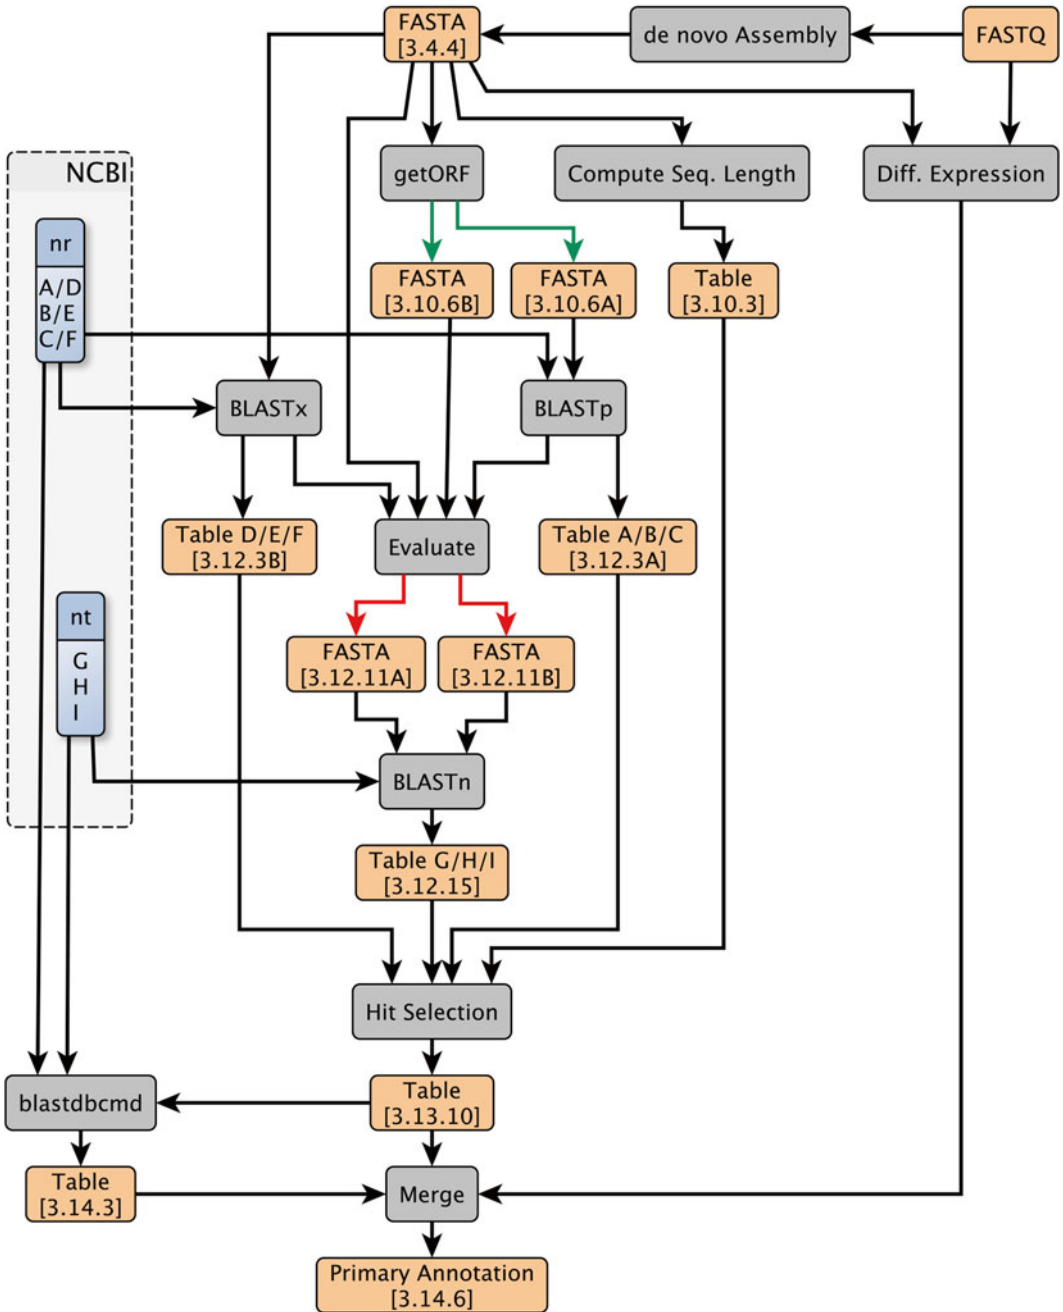 FASTA
[3.4.4]
de novo Assembly
FASTQ
NCBI
getORF
Compute Seq. Length
Diff. Expression
nr
A/D
B/E
C/F
FASTA
[3.10.6B]
FASTA
[3.10.6A]
Table
[3.10.3]
BLASTx
BLASTp
Table D/E/F
[3.12.3B]
Evaluate
Table A/B/C
[3.12.3A]
nt
G
H
I
FASTA
[3.12.11A]
FASTA
[3.12.11B]
BLASTn
Table G/H/I
[3.12.15]
Hit Selection
blastdbcmd
Table
[3.13.10]
Table
[3.14.3]
Merge
Primary Annotation
[3.14.6]